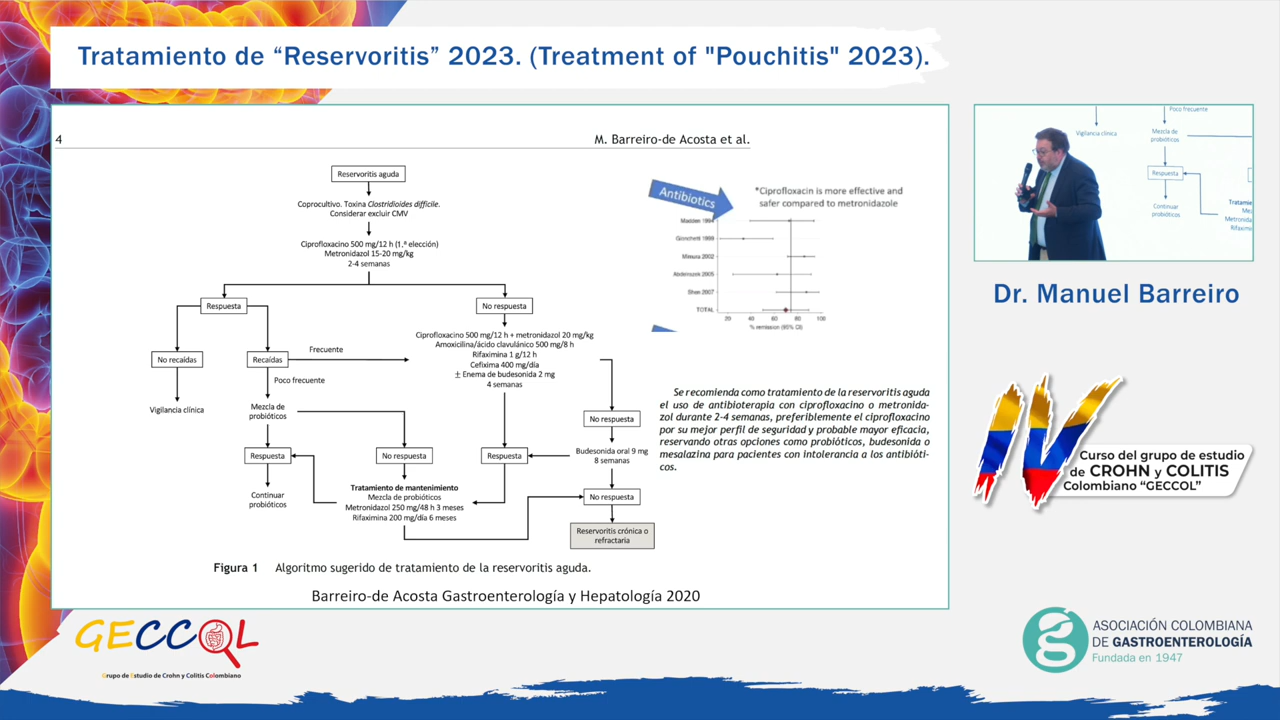 Tratamiento de “Reservoritis” 2023. (Treatment of "Pouchitis" 2023).
4
M. Barreiro-de Acosta et al.
Reservoritis aguda
Coprocultivo. Toxina Clostridioides difficile.
Considerar excluir CMV
Ciprofloxacino 500 mg/12 h (1.ª elección)
Metronidazol 15-20 mg/kg
2-4 semanas
Respuesta
No respuesta
Ciprofloxacino 500 mg/12 h + metronidazol 20 mg/kg
Amoxicilina/ácido clavulánico 500 mg/8 h
Rifaximina 1 g/12 h
Cefixima 400 mg/día
± Enema de budesonida 2 mg
4 semanas
No recaídas
Recaídas
Frecuente
Poco frecuente
Vigilancia clínica
Mezcla de
probióticos
No respuesta
Respuesta
No respuesta
Respuesta
Budesonida oral 9 mg
8 semanas
Continuar
probióticos
Tratamiento de mantenimiento
Mezcla de probióticos
Metronidazol 250 mg/48 h 3 meses
Rifaximina 200 mg/día 6 meses
No respuesta
Reservoritis crónica o
refractaria
Figura 1 Algoritmo sugerido de tratamiento de la reservoritis aguda.
Barreiro-de Acosta Gastroenterología y Hepatología 2020
Antibiotics
*Ciprofloxacin is more effective and
safer compared to metronidazole
Madden 1994
Gionchetti 1999
Mimura 2002
Abdelrazek 2005
Shen 2007
TOTAL
20 40 60 80 100
% remission (95% CI)
Se recomienda como tratamiento de la reservoritis aguda
el uso de antibioterapia con ciprofloxacino o metronida-
zol durante 2-4 semanas, preferiblemente el ciprofloxacino
por su mejor perfil de seguridad y probable mayor eficacia,
reservando otras opciones como probióticos, budesonida o
mesalazina para pacientes con intolerancia a los antibióti-
cos.
Poco frecuente
Vigilancia clínica
Mezcla de
probióticos
Respuesta
Continuar
probióticos
Dr. Manuel Barreiro
IV
Curso del grupo de estudio
de CROHN y COLITIS
Colombiano “GECCOL”
GECCOL
Grupo de Estudio de Crohn y Colitis Colombiano
ASOCIACIÓN COLOMBIANA
DE GASTROENTEROLOGÍA
Fundada en 1947